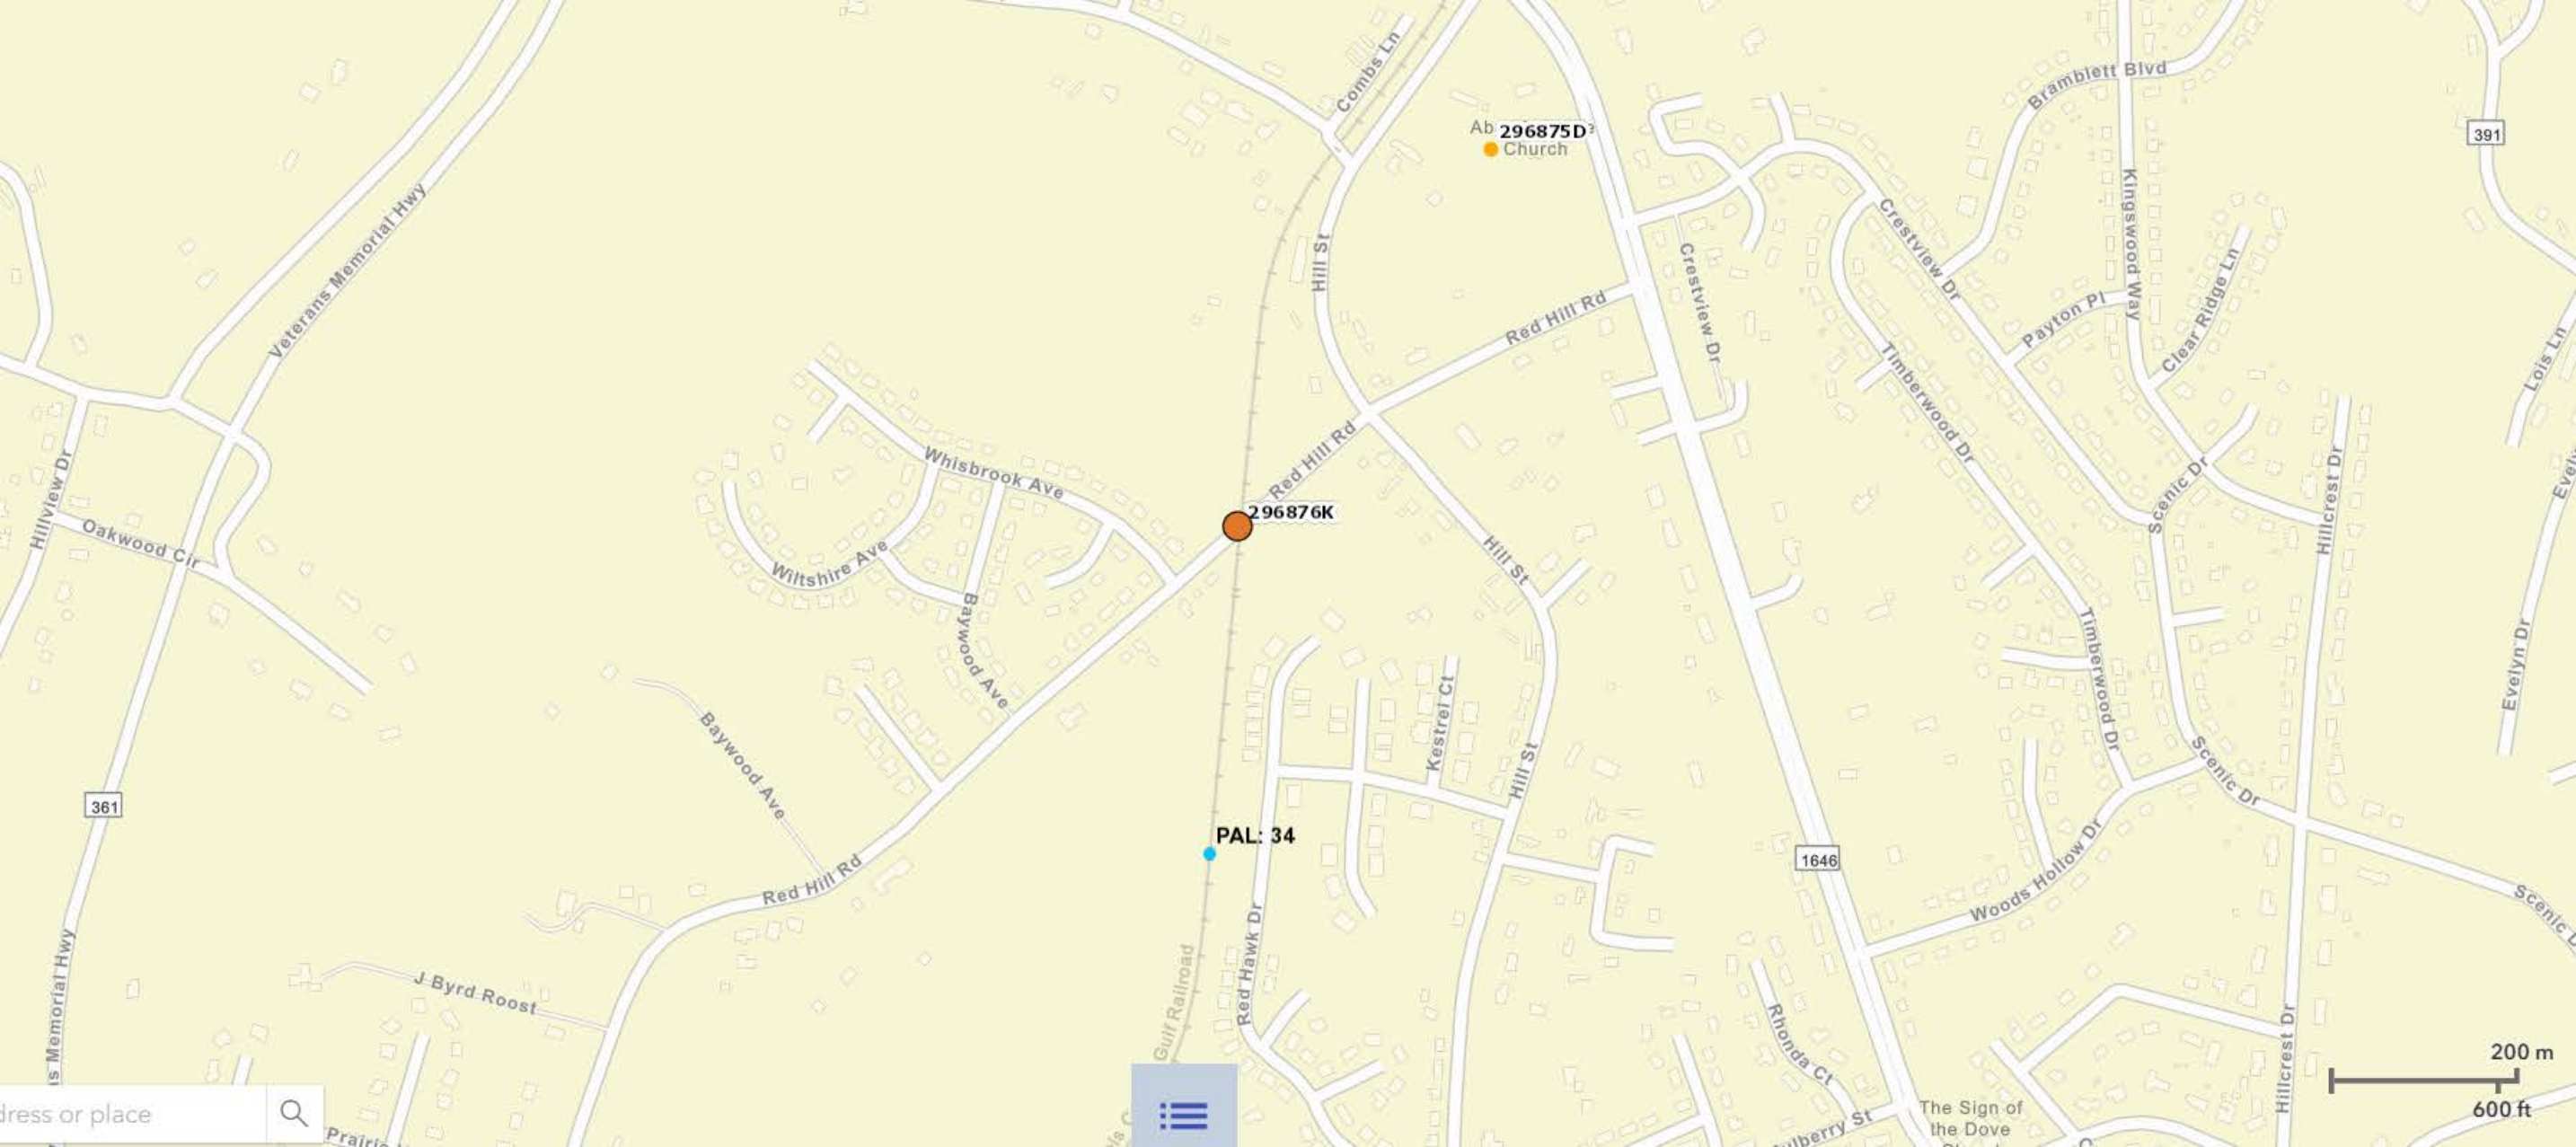 Combs Ln
Bramblett Blvd
391
296875D
Church
Kingswood Way
Veterans Memorial Hwy
Hill St
Crestview Dr
Crestview Dr
Clear Ridge Ln
Red Hill Rd
Payton Pl
Lois Ln
Timberwood Dr
Red Hill Rd
Whisbrook Ave
Hillview Dr
Scenic Dr
Hillcrest Dr
296876K
Oakwood Cir
Wiltshire Ave
Hill St
Baywood Ave
Timberwood Dr
Evelyn Dr
Kestrel Ct
Baywood Ave
Hill St
Scenic Dr
361
PAL: 34
1646
Red Hill Rd
Woods Hollow Dr
Scenic
Red Hawk Dr
J Byrd Roost
Gulf Railroad
Memorial Hwy
Rhonda Ct
Hillcrest Dr
200 m
600 ft
dress or place
The Sign of
the Dove